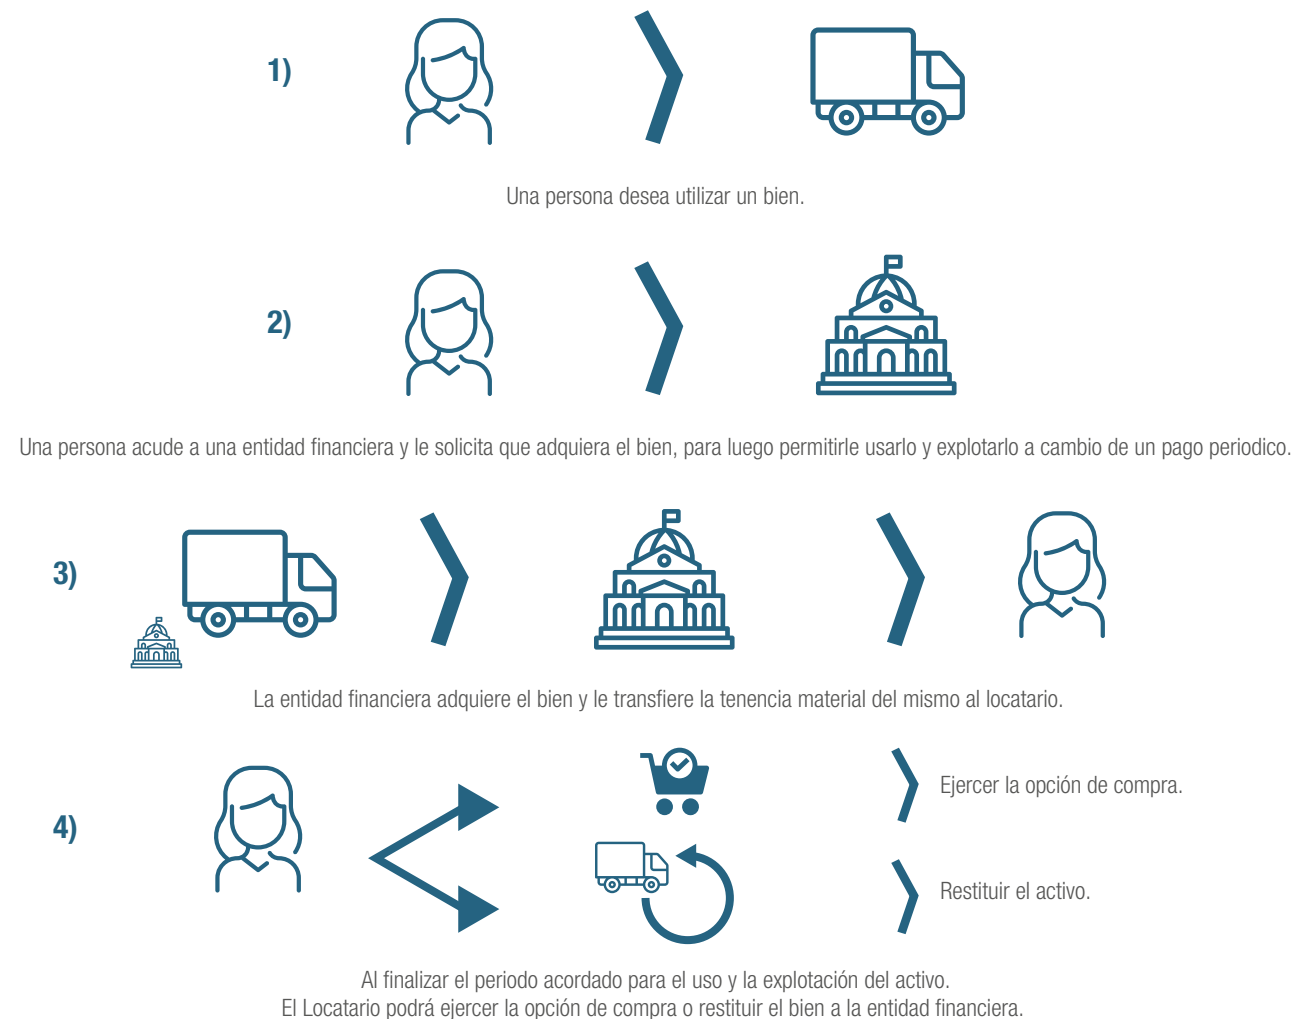 1)
Una persona desea utilizar un bien.
2)
Una persona acude a una entidad financiera y le solicita que adquiera el bien, para luego permitirle usarlo y explotarlo a cambio de un pago periodico.
3)
La entidad financiera adquiere el bien y le transfiere la tenencia material del mismo al locatario.
4)
Ejercer la opción de compra.
Restituir el activo.
Al finalizar el periodo acordado para el uso y la explotación del activo.
El Locatario podrá ejercer la opción de compra o restituir el bien a la entidad financiera.